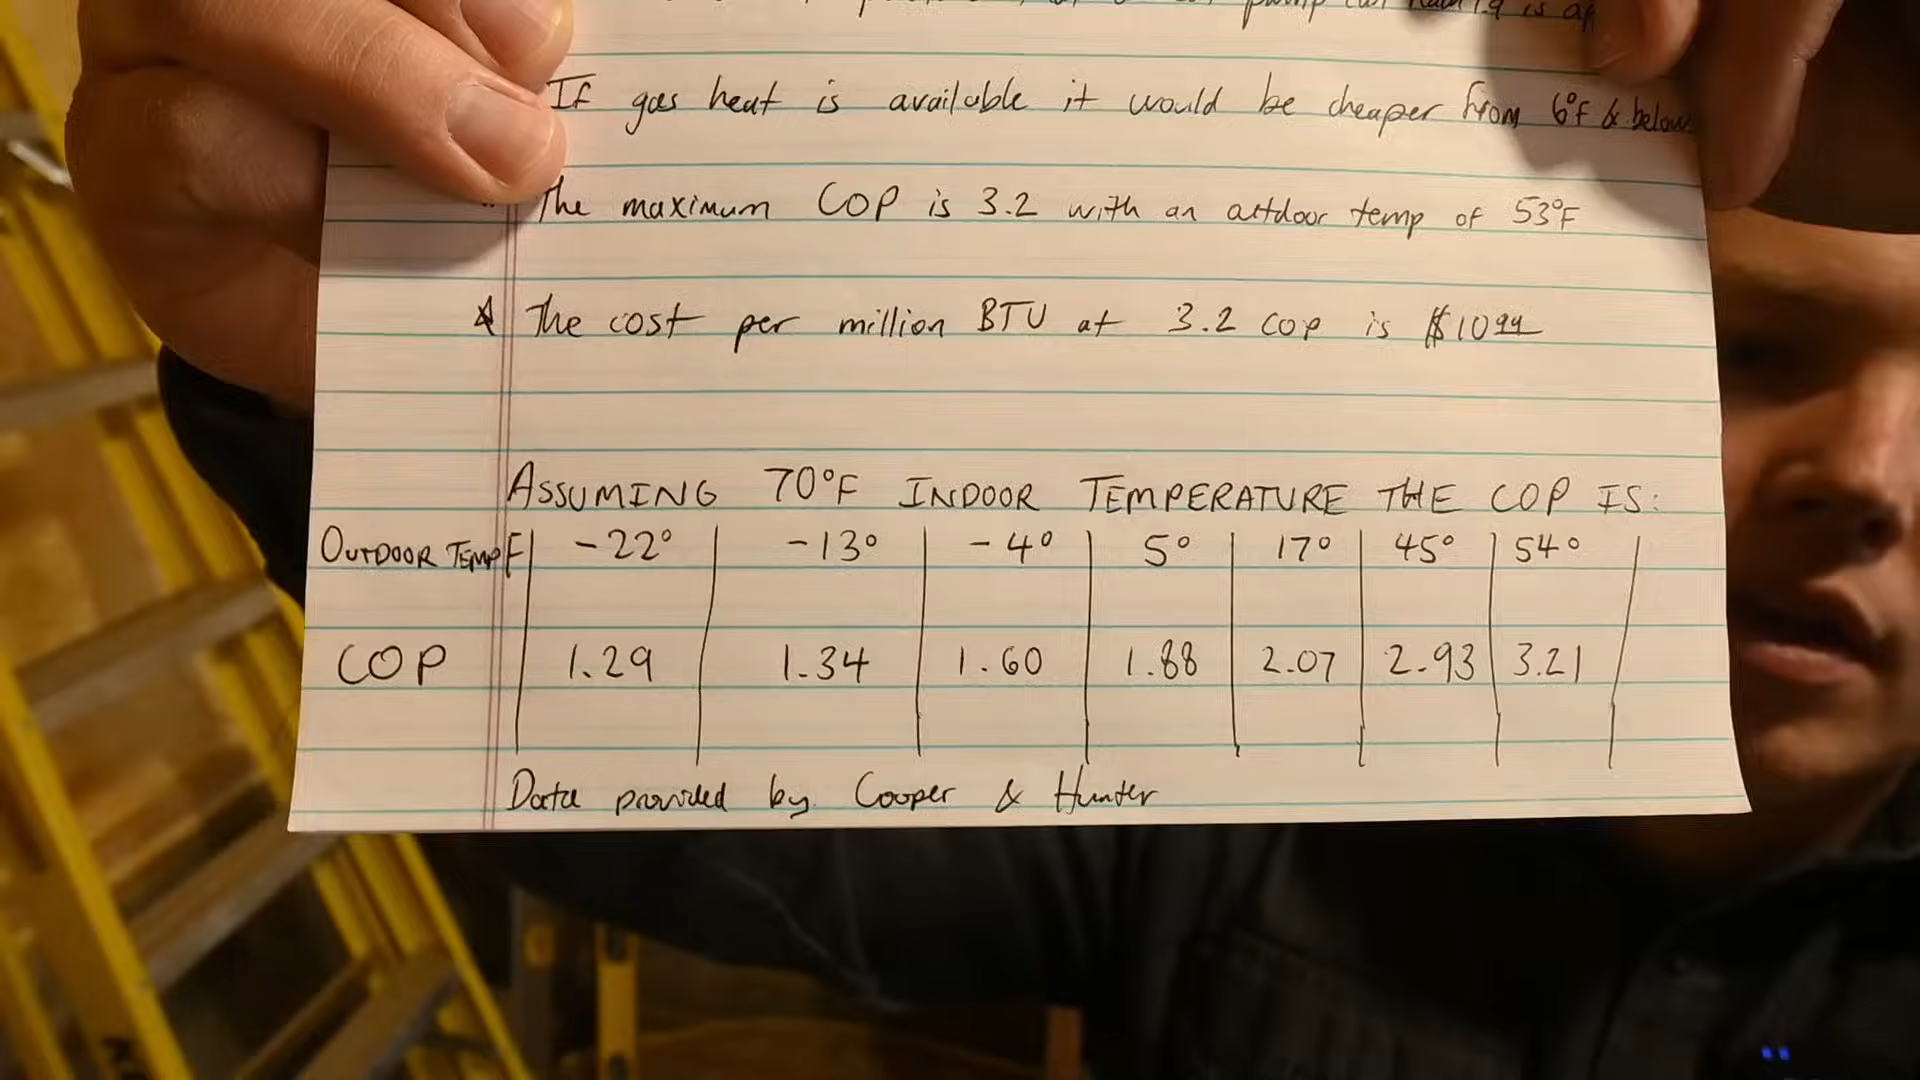 pump is
If gas heat is available it would be cheaper from 6°F & below
The maximum COP is 3.2 with an outdoor temp of 53°F
☆ The cost per million BTU at 3.2 COP is $10.94
ASSUMING 70°F INDOOR TEMPERATURE THE COP IS:
OUTDOOR TEMP F -22° -13° -4° 5° 17° 45° 54°
COP 1.29 1.34 1.60 1.88 2.07 2.93 3.21
Data provided by Cooper & Hunter